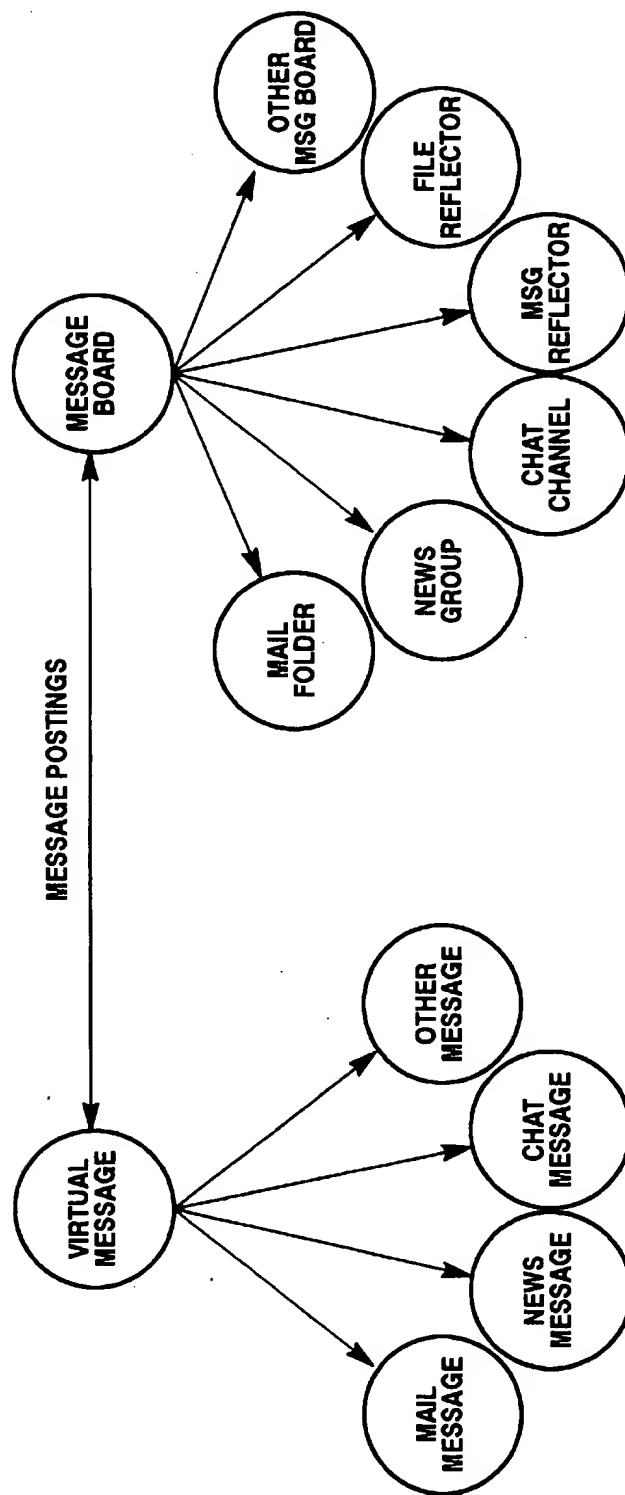 MESSAGE POSTINGS
VIRTUAL
MESSAGE
MAIL
MESSAGE
NEWS
MESSAGE
CHAT
MESSAGE
OTHER
MESSAGE
MESSAGE
BOARD
MAIL
FOLDER
NEWS
GROUP
CHAT
CHANNEL
MSG
REFLECTOR
FILE
REFLECTOR
OTHER
MSG BOARD